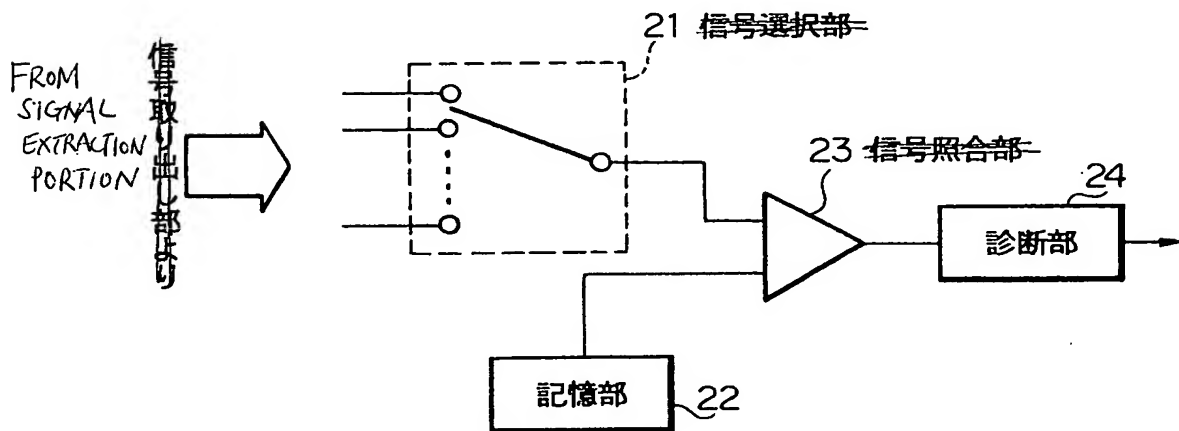 21 信号選択部
FROM
SIGNAL
EXTRACTION
PORTION
信号取り出し部より
23 信号照合部
24
診断部
記憶部
22